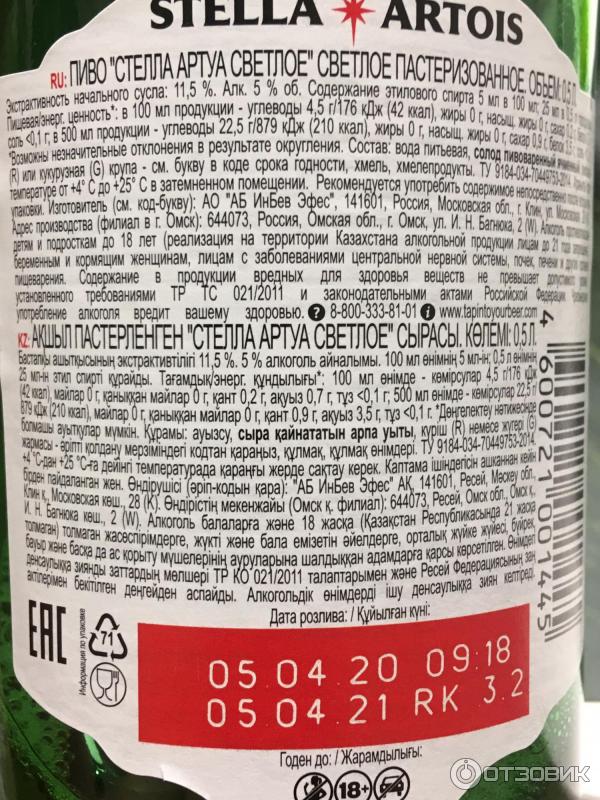 STELLA ARTOIS
RU: ПИВО "СТЕЛЛА АРТУА СВЕТЛОЕ" СВЕТЛОЕ ПАСТЕРИЗОВАННОЕ. ОБЪЕМ: 0,5 Л.
Экстрактивность начального сусла: 11,5 %. Алк. 5 % об. Содержание этилового спирта 5 мл в 100 мл; 25 мл в 0,5
Пищевая/энерг. ценность*: в 100 мл продукции - углеводы 4,5 г/176 кДж (42 ккал), жиры 0 г, насыщ. жиры 0 г,
соль <0,1 г; в 500 мл продукции - углеводы 22,5 г/879 кДж (210 ккал), жиры 0 г, насыщ. жиры 0 г, сахар 0,9 г,
*Возможны незначительные отклонения в результате округления. Состав: вода питьевая, солод пивоваренный
(R) или кукурузная (G) крупа - см. букву в коде срока годности, хмель, хмелепродукты. ТУ 9184-034-70449753-2014.
температуре от +4° С до +25° С в затемненном помещении. Рекомендуется употребить содержимое непосредственно
упаковки. Изготовитель (см. код-букву): АО "АБ ИнБев Эфес", 141601, Россия, Московская обл., г. Клин, ул. Московская,
Адрес производства (филиал в г. Омск): 644073, Россия, Омская обл., г. Омск, ул. И. Н. Багнюка, 2 (W). Алкоголь
детям и подросткам до 18 лет (реализация на территории Казахстана алкогольной продукции лицам до 21 года
беременным и кормящим женщинам, лицам с заболеваниями центральной нервной системы, почек, печени и других
пищеварения. Содержание в продукции вредных для здоровья веществ не превышает
установленного требованиями ТР ТС 021/2011 и законодательными актами Российской Федерации.
употребление алкоголя вредит вашему здоровью. ? 8-800-333-81-01 i www.tapintoyourbeer.com
KZ: АҚШЫЛ ПАСТЕРЛЕНГЕН "СТЕЛЛА АРТУА СВЕТЛОЕ" СЫРАСЫ. КӨЛЕМІ: 0,5 Л.
Бастапқы ашытқысының экстрактивтілігі 11,5 %. 5 % алкоголь айналымы. 100 мл өнімнің 5 мл-ін; 0,5 л өнімнің
25 мл-ін этил спирті құрайды. Тағамдық/энерг. құндылығы*: 100 мл өнімде - көмірсулар 4,5 г/176 кДж
(42 ккал), майлар 0 г, қаныққан майлар 0 г, қант 0,2 г, ақуыз 0,7 г, тұз <0,1 г; 500 мл өнімде - көмірсулар 22,5 г/
879 кДж (210 ккал), майлар 0 г, қаныққан майлар 0 г, қант 0,9 г, ақуыз 3,5 г, тұз <0,1 г. *Дөңгелектеу нәтижесінде
болмашы ауытқулар мүмкін. Құрамы: ауызсу, сыра қайнататын арпа уыты, күріш (R) немесе жүгері (G)
жармасы - әріпті қолдану мерзіміндегі кодтан қараңыз, құлмақ, құлмақ өнімдері. ТУ 9184-034-70449753-2014.
+4 °С-дан +25 °С-ға дейінгі температурада қараңғы жерде сақтау керек. Қаптама ішіндегісін ашқаннан кейін
бірден пайдаланған жөн. Өндірушісі (әріп-кодын қара): "АБ ИнБев Эфес" АҚ, 141601, Ресей, Мәскеу обл.,
Клин қ., Московская көш., 28 (К). Өндірістің мекенжайы (Омск қ. филиал): 644073, Ресей, Омск обл., Омск қ.,
И. Н. Багнюка көш., 2 (W). Алкоголь балаларға және 18 жасқа (Қазақстан Республикасында 21 жасқа
толмаған) толмаған жасөспірімдерге, жүкті және бала емізетін әйелдерге, орталық жүйке жүйесі, бүйрек,
бауыр және басқа да ас қорыту мүшелерінің ауруларына шалдыққан адамдарға қарсы көрсетілген. Өнімдегі
денсаулыққа зиянды заттардың мөлшері ТР КО 021/2011 талаптарымен және Ресей Федерациясының заң
актілерімен бекітілген деңгейден аспайды. Алкогольдік өнімдерді ішу денсаулыққа зиян келтіреді.
Дата розлива: / Құйылған күні:
05.04.20 09:18
05.04.21 RK 3.2
Годен до: / Жарамдылығы:
EAC
71
Информация об упаковке
18+
4 600721 001445
ОТЗОВИК